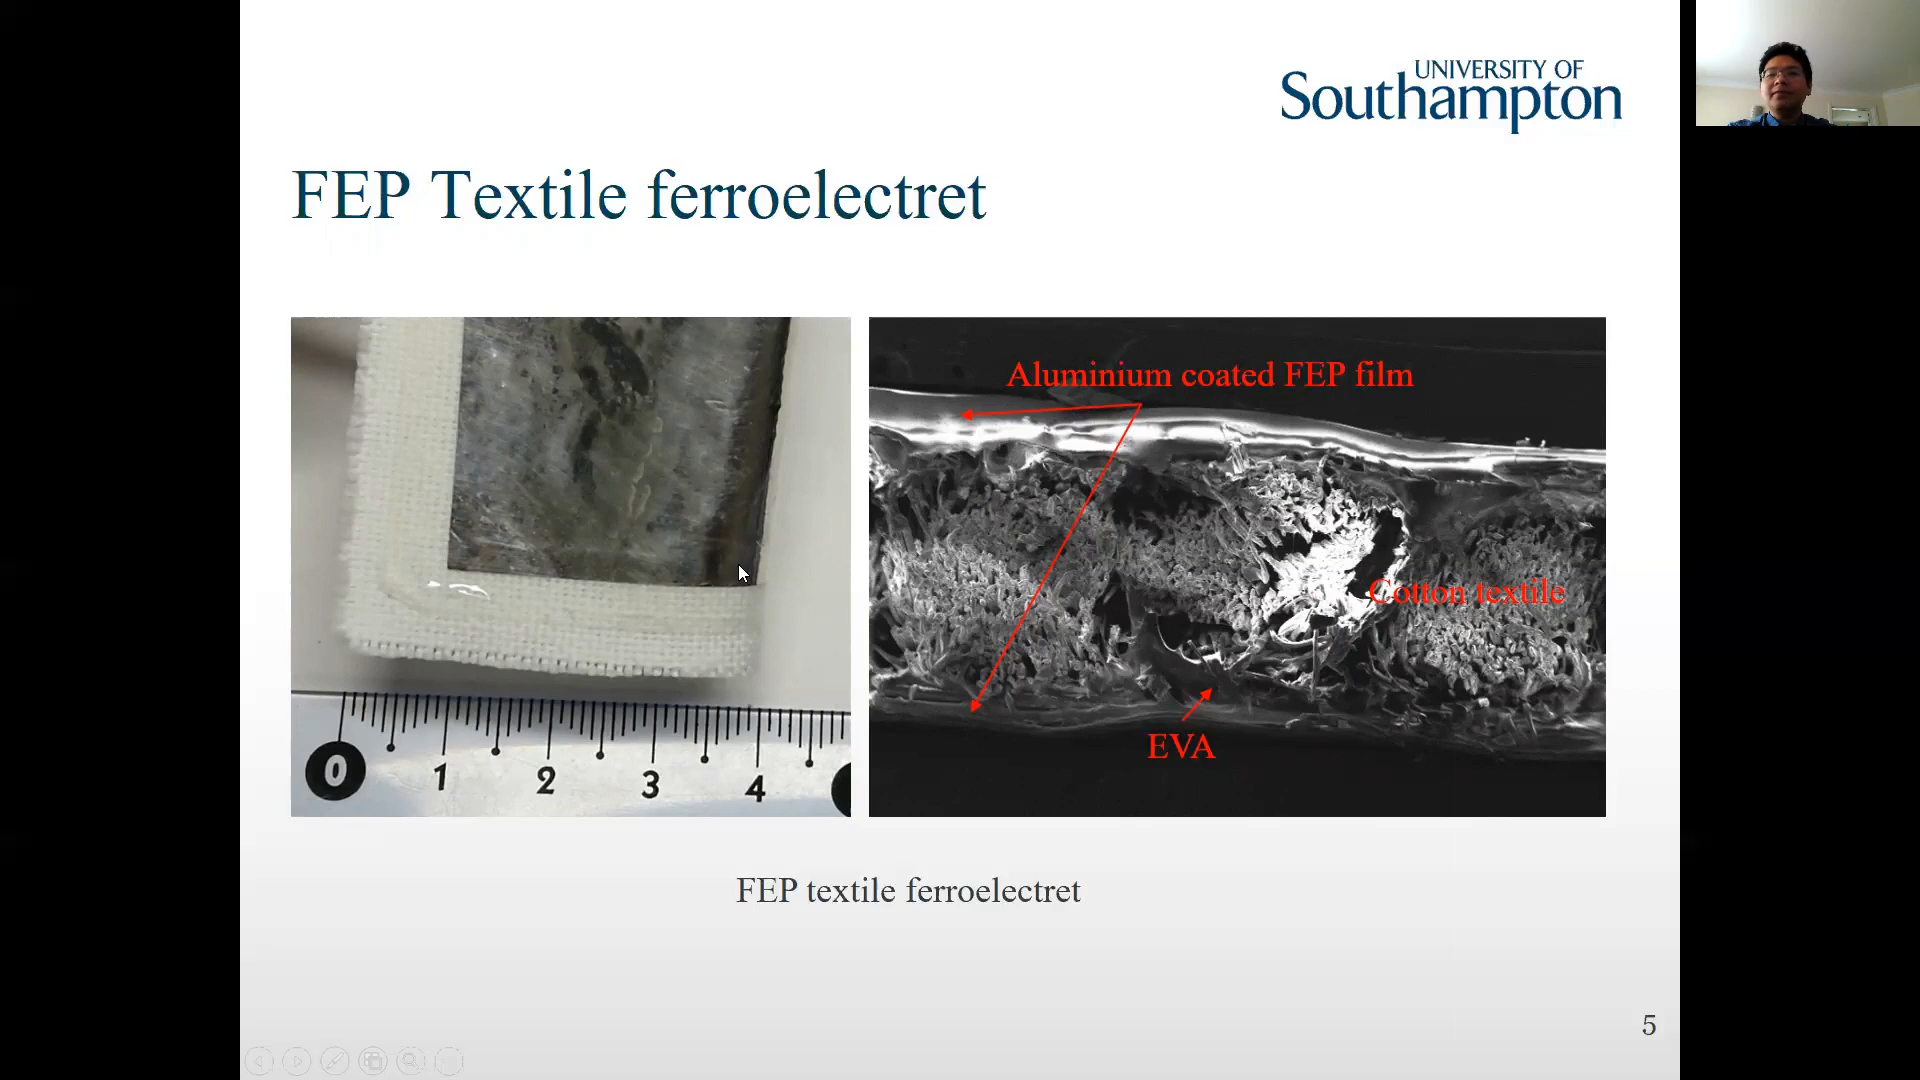 UNIVERSITY OF
Southampton
FEP Textile ferroelectret
Aluminium coated FEP film
Cotton textile
EVA
0 1 2 3 4
FEP textile ferroelectret
5